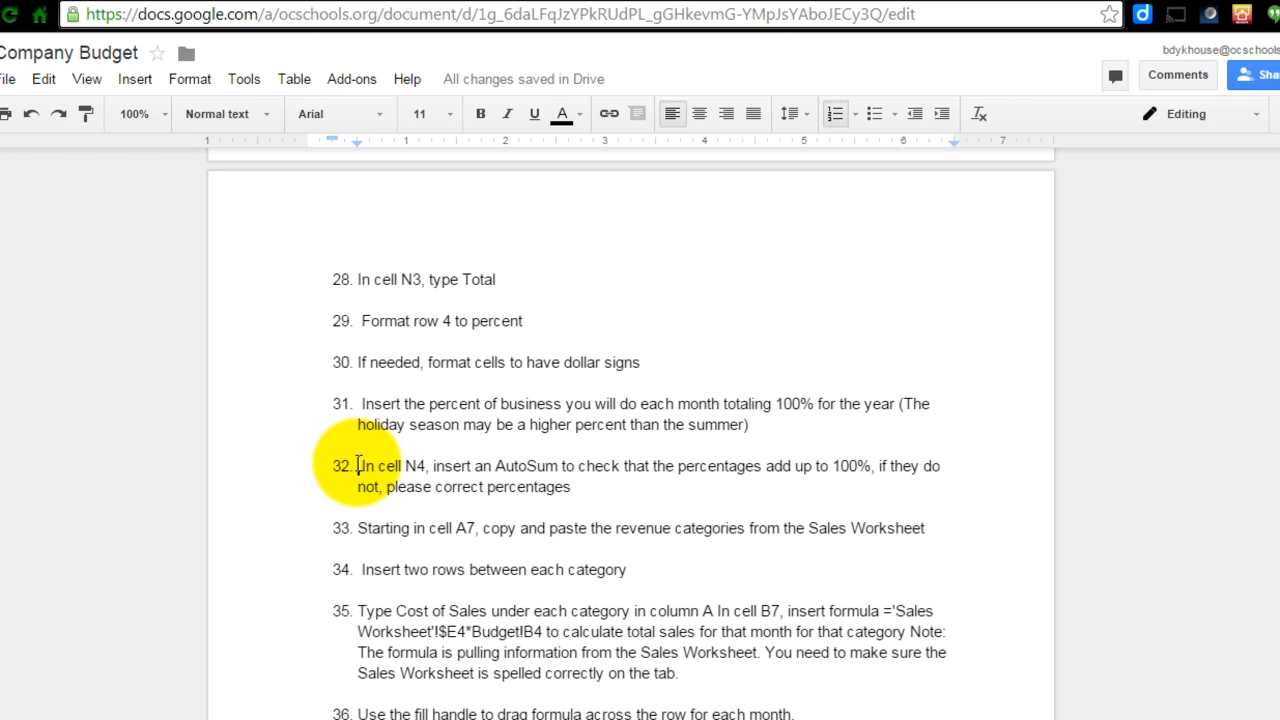 https://docs.google.com/a/ocschools.org/document/d/1g_6daLFqJzYPkRUdPL_gGHkevmG-YMpJsYAboJECy3Q/edit
Company Budget
bdykhouse@ocschools
File Edit View Insert Format Tools Table Add-ons Help All changes saved in Drive
Comments
Sha
100% Normal text Arial 11 B I U A Editing
1 1 2 3 4 5 6 7
28. In cell N3, type Total
29. Format row 4 to percent
30. If needed, format cells to have dollar signs
31. Insert the percent of business you will do each month totaling 100% for the year (The
holiday season may be a higher percent than the summer)
32. In cell N4, insert an AutoSum to check that the percentages add up to 100%, if they do
not, please correct percentages
33. Starting in cell A7, copy and paste the revenue categories from the Sales Worksheet
34. Insert two rows between each category
35. Type Cost of Sales under each category in column A In cell B7, insert formula ='Sales
Worksheet'!$E4*Budget!B4 to calculate total sales for that month for that category Note:
The formula is pulling information from the Sales Worksheet. You need to make sure the
Sales Worksheet is spelled correctly on the tab.
36. Use the fill handle to drag formula across the row for each month.